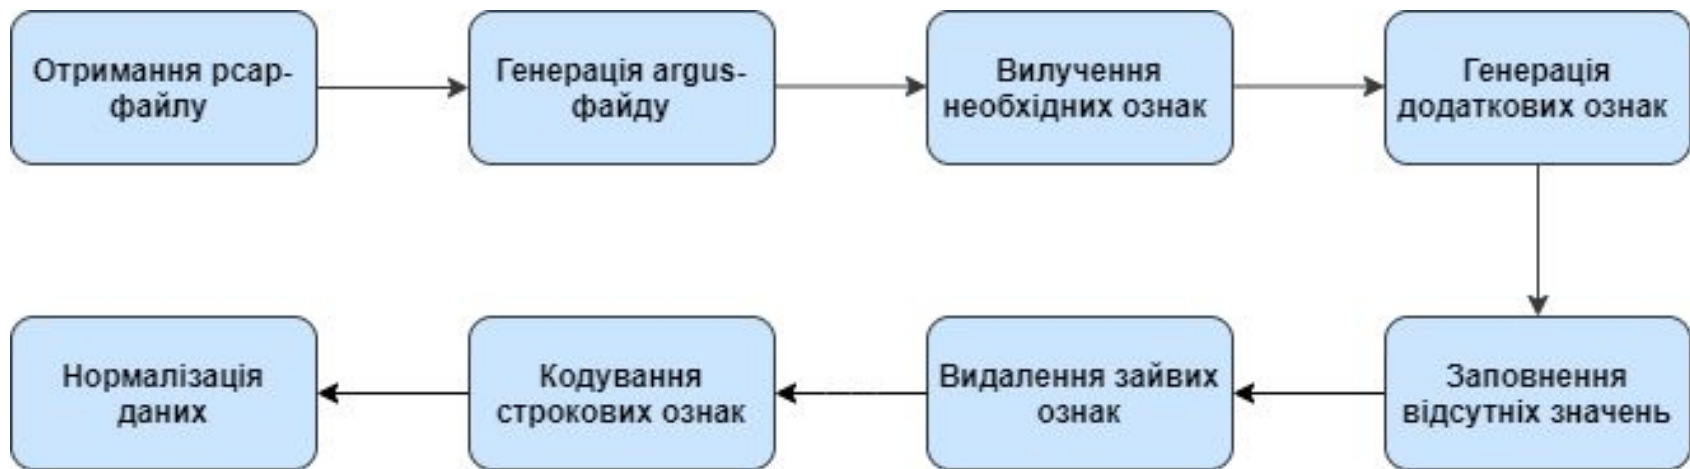 Отримання pcap-
файлу
Генерація argus-
файду
Вилучення
необхідних ознак
Генерація
додаткових ознак
Заповнення
відсутніх значень
Видалення зайвих
ознак
Кодування
строкових ознак
Нормалізація
даних